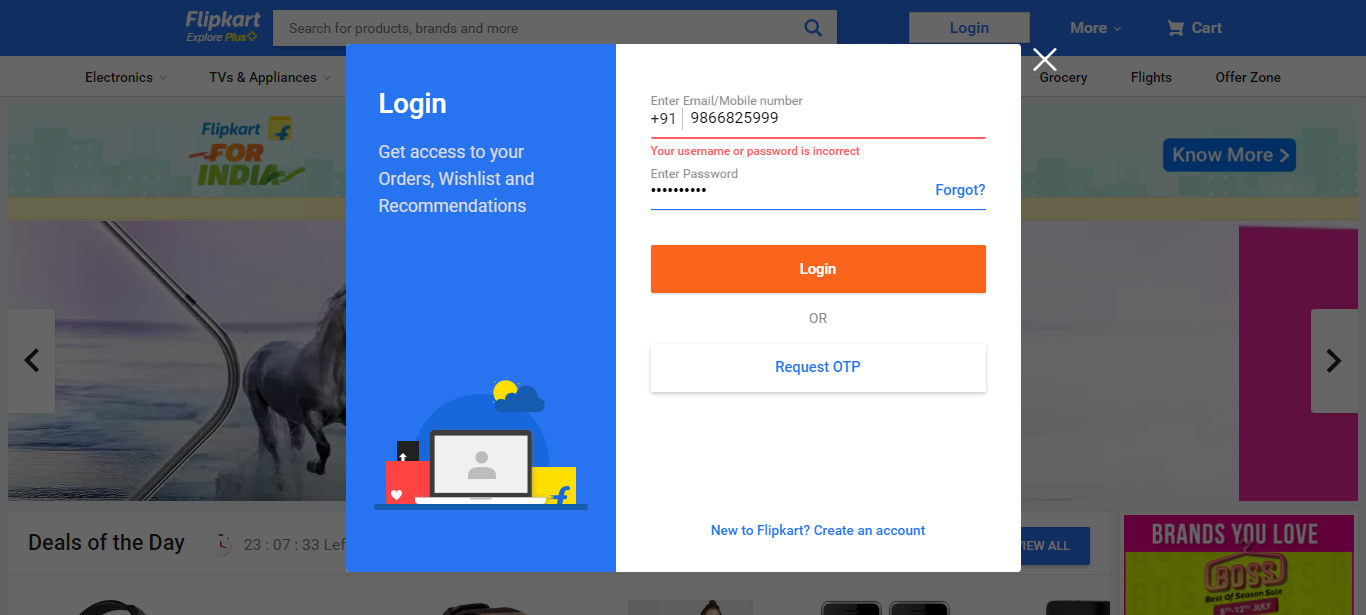 Flipkart
Explore Plus
Search for products, brands and more
Login
More
Cart
Electronics
TVs & Appliances
Grocery
Flights
Offer Zone
Flipkart
FOR
INDIA
Know More
Login
Get access to your
Orders, Wishlist and
Recommendations
Enter Email/Mobile number
+91 9866825999
Your username or password is incorrect
Enter Password
••••••••••
Forgot?
Login
OR
Request OTP
New to Flipkart? Create an account
Deals of the Day
23 : 07 : 33 Lef
VIEW ALL
BRANDS YOU LOVE
BOSS
Best Of Season Sale
8TH-12TH JULY